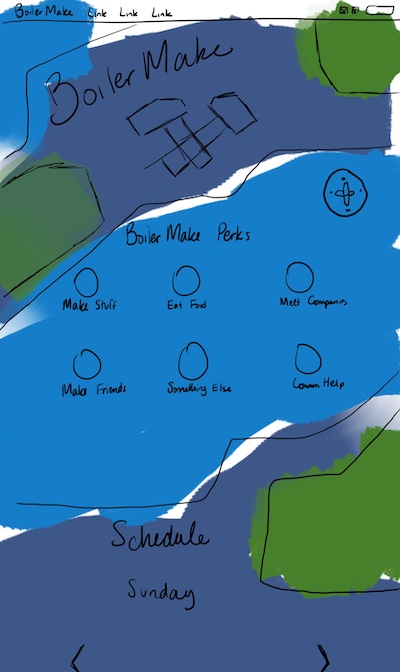 BoilerMake Link Link Link
BoilerMake
BoilerMake Perks
Make Stuff Eat Food Meet Companies
Make Friends Something Else Comm Help
Schedule
Sunday